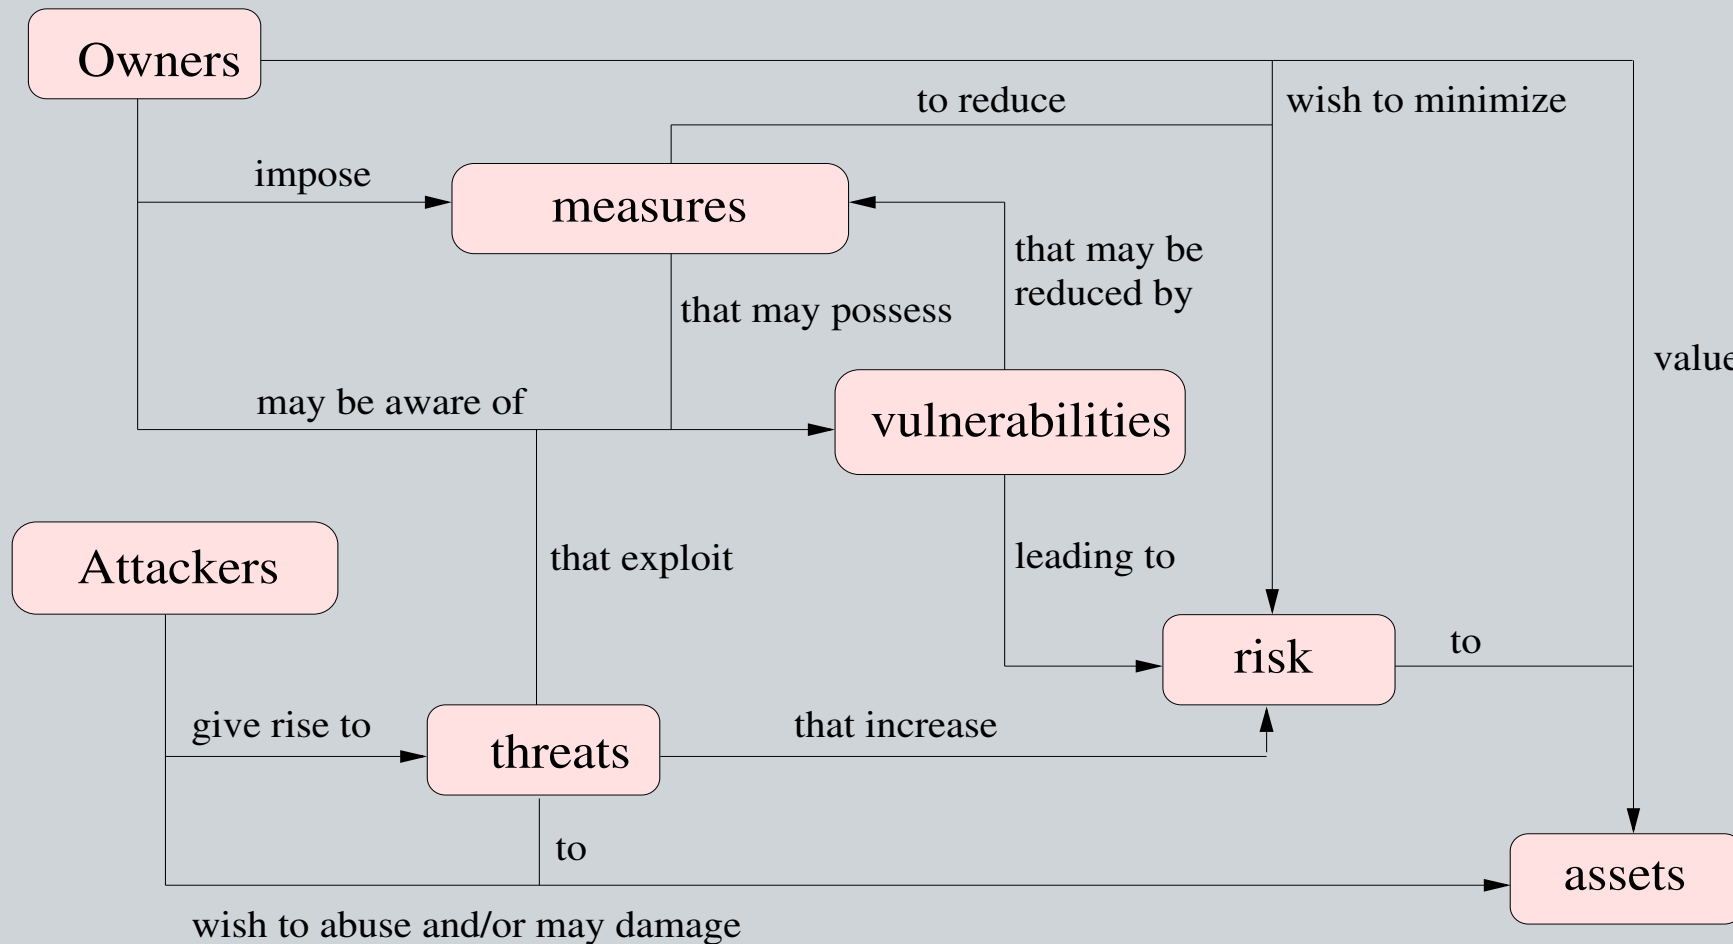 Owners
to reduce
wish to minimize
impose
measures
that may be
reduced by
that may possess
value
may be aware of
vulnerabilities
Attackers
that exploit
leading to
risk
to
give rise to
threats
that increase
to
assets
wish to abuse and/or may damage